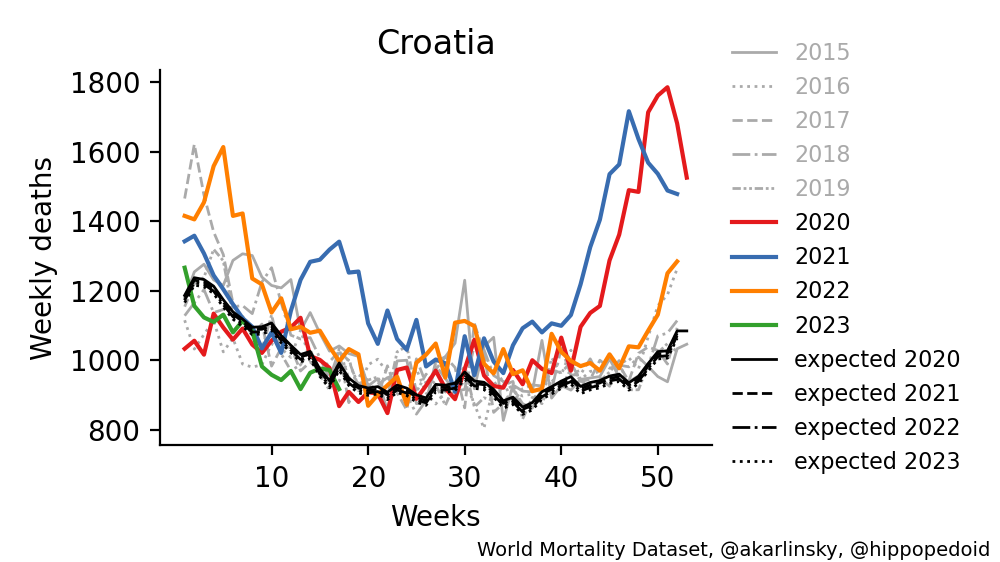 Croatia
Weekly deaths
1800
1600
1400
1200
1000
800
10 20 30 40 50
Weeks
2015
2016
2017
2018
2019
2020
2021
2022
2023
expected 2020
expected 2021
expected 2022
expected 2023
World Mortality Dataset, @akarlinsky, @hippopedoid